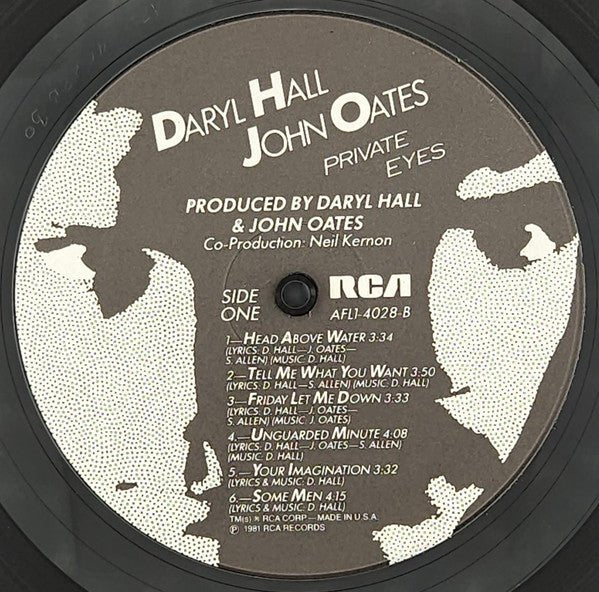 DARYL HALL
JOHN OATES
PRIVATE
EYES
PRODUCED BY DARYL HALL
& JOHN OATES
Co-Production: Neil Kernon
SIDE
ONE
RCA
AFL1-4028-B
1—HEAD ABOVE WATER 3:34
(LYRICS: D. HALL—J. OATES—
S. ALLEN) (MUSIC: D. HALL)
2—TELL ME WHAT YOU WANT 3:50
(LYRICS: D. HALL—S. ALLEN) (MUSIC: D. HALL)
3—FRIDAY LET ME DOWN 3:33
(LYRICS: D. HALL—J. OATES—
S. ALLEN) (MUSIC: D. HALL)
4—UNGUARDED MINUTE 4:08
(LYRICS: D. HALL—J. OATES—S. ALLEN)
(MUSIC: D. HALL)
5—YOUR IMAGINATION 3:32
(LYRICS & MUSIC: D. HALL)
6—SOME MEN 4:15
(LYRICS & MUSIC: D. HALL)
TM(s) ® RCA CORP—MADE IN U.S.A.
℗ 1981 RCA RECORDS